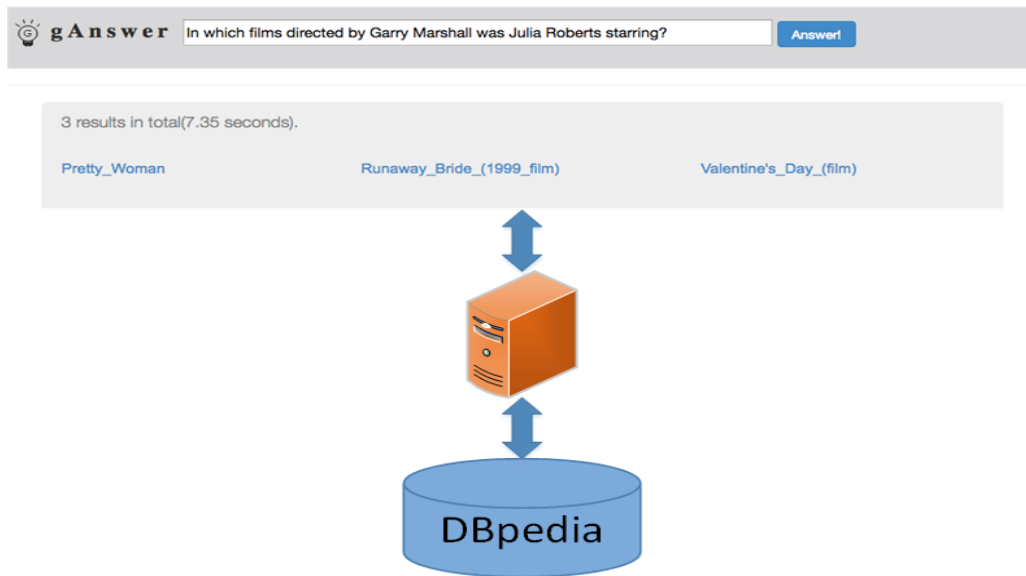 G gAnswer In which films directed by Garry Marshall was Julia Roberts starring? Answer!
3 results in total(7.35 seconds).
Pretty_Woman Runaway_Bride_(1999_film) Valentine's_Day_(film)
DBpedia